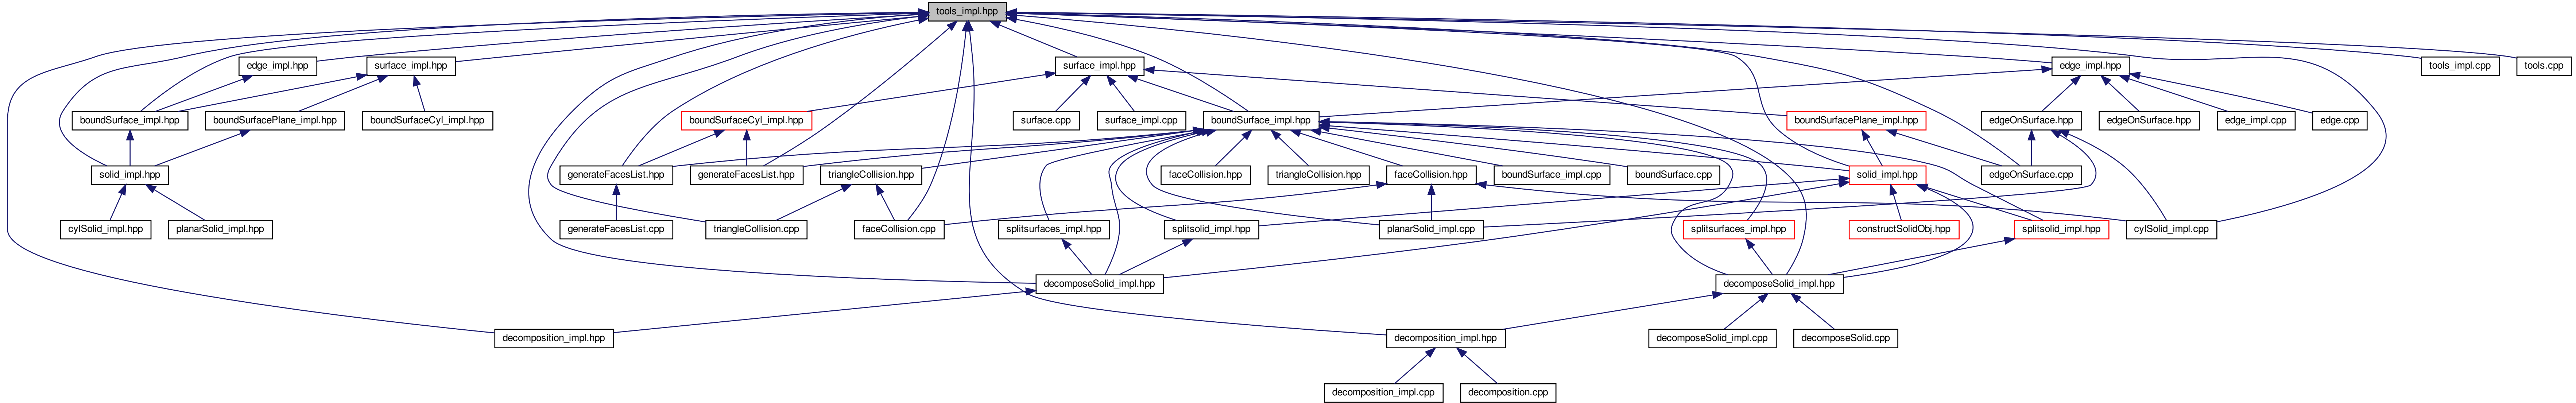 tools_impl.hpp
edge_impl.hpp
surface_impl.hpp
surface_impl.hpp
edge_impl.hpp
tools_impl.cpp
tools.cpp
boundSurface_impl.hpp
boundSurfacePlane_impl.hpp
boundSurfaceCyl_impl.hpp
boundSurfaceCyl_impl.hpp
surface.cpp
surface_impl.cpp
boundSurface_impl.hpp
boundSurfacePlane_impl.hpp
edgeOnSurface.hpp
edgeOnSurface.hpp
edge_impl.cpp
edge.cpp
solid_impl.hpp
generateFacesList.hpp
generateFacesList.hpp
triangleCollision.hpp
faceCollision.hpp
triangleCollision.hpp
faceCollision.hpp
boundSurface_impl.cpp
boundSurface.cpp
solid_impl.hpp
edgeOnSurface.cpp
cylSolid_impl.hpp
planarSolid_impl.hpp
generateFacesList.cpp
triangleCollision.cpp
faceCollision.cpp
splitsurfaces_impl.hpp
splitsolid_impl.hpp
planarSolid_impl.cpp
splitsurfaces_impl.hpp
constructSolidObj.hpp
splitsolid_impl.hpp
cylSolid_impl.cpp
decomposeSolid_impl.hpp
decomposeSolid_impl.hpp
decomposition_impl.hpp
decomposition_impl.hpp
decomposeSolid_impl.cpp
decomposeSolid.cpp
decomposition_impl.cpp
decomposition.cpp